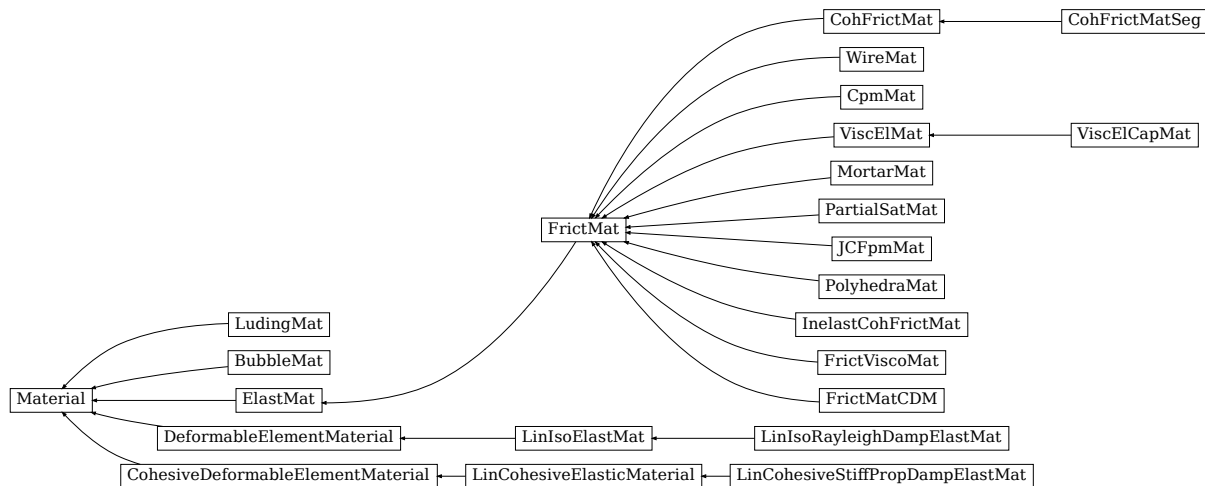 CohFrictMat
CohFrictMatSeg
WireMat
CpmMat
ViscElMat
ViscElCapMat
MortarMat
PartialSatMat
FrictMat
JCFpmMat
PolyhedraMat
LudingMat
InelastCohFrictMat
BubbleMat
FrictViscoMat
Material
ElastMat
FrictMatCDM
DeformableElementMaterial
LinIsoElastMat
LinIsoRayleighDampElastMat
CohesiveDeformableElementMaterial
LinCohesiveElasticMaterial
LinCohesiveStiffPropDampElastMat